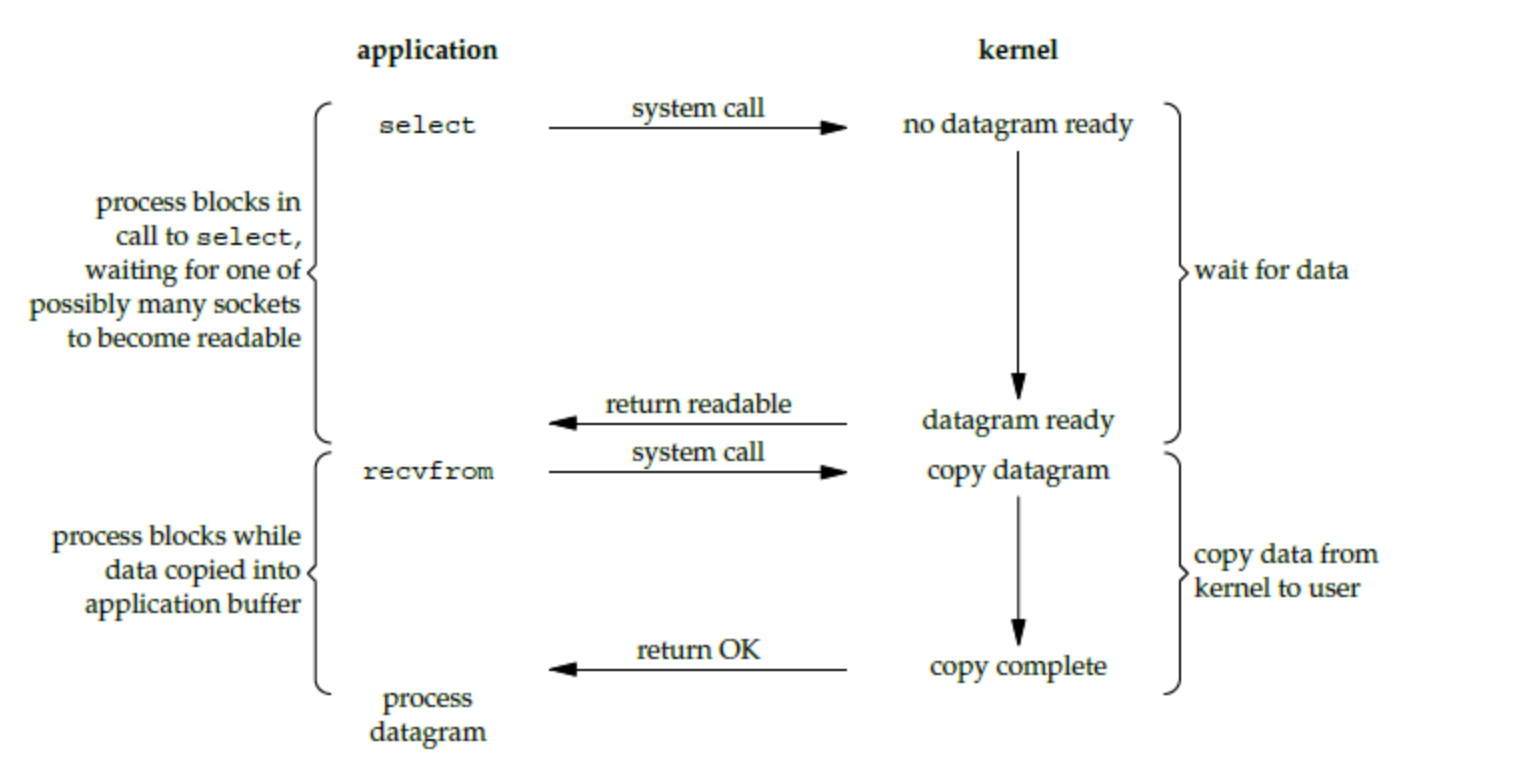 application
kernel
select
system call
no datagram ready
process blocks in
call to select,
waiting for one of
possibly many sockets
to become readable
wait for data
return readable
datagram ready
recvfrom
system call
copy datagram
process blocks while
data copied into
application buffer
copy data from
kernel to user
return OK
copy complete
process
datagram